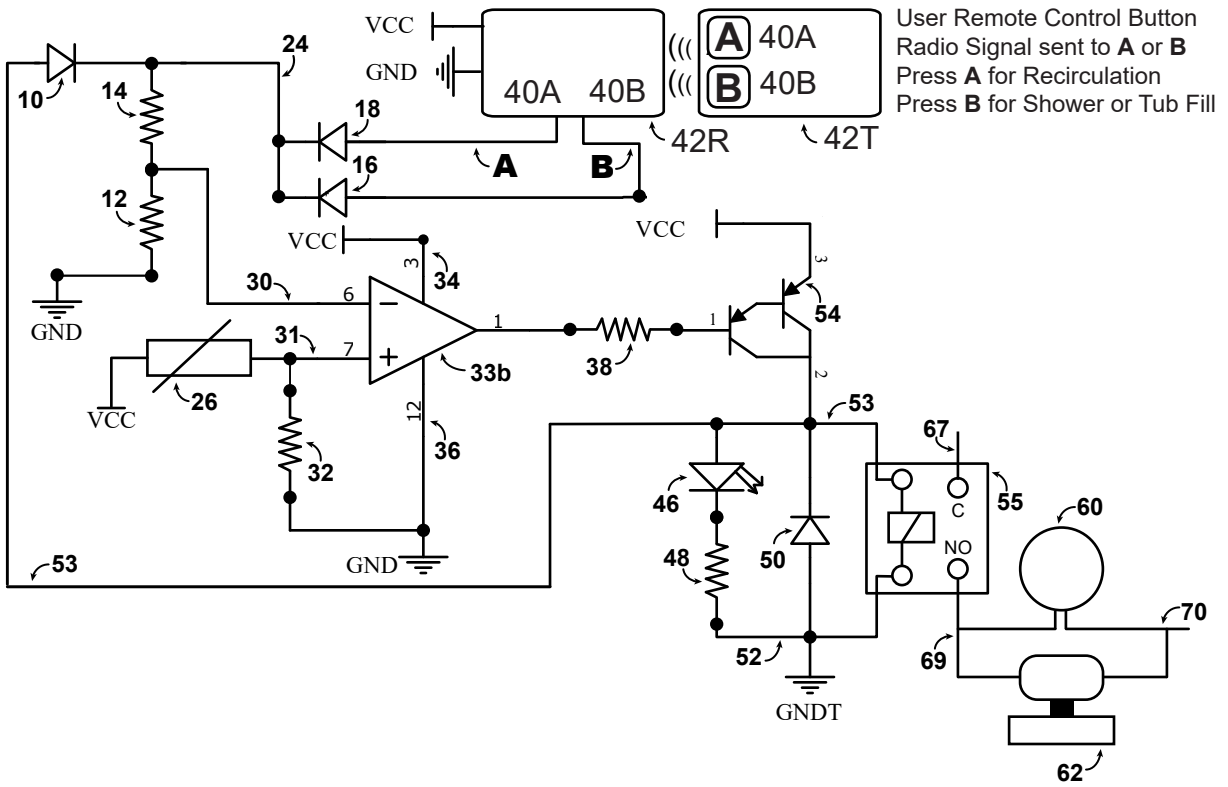 VCC
GND
40A 40B
A 40A
B 40B
User Remote Control Button
Radio Signal sent to A or B
Press A for Recirculation
Press B for Shower or Tub Fill
42R
42T
24
10
14
18
A
B
16
12
VCC
3
34
VCC
3
54
GND
30
6
31
7
1
33b
38
1
2
26
VCC
32
12
36
GND
53
53
67
46
50
48
C
55
NO
60
52
69
70
GNDT
62